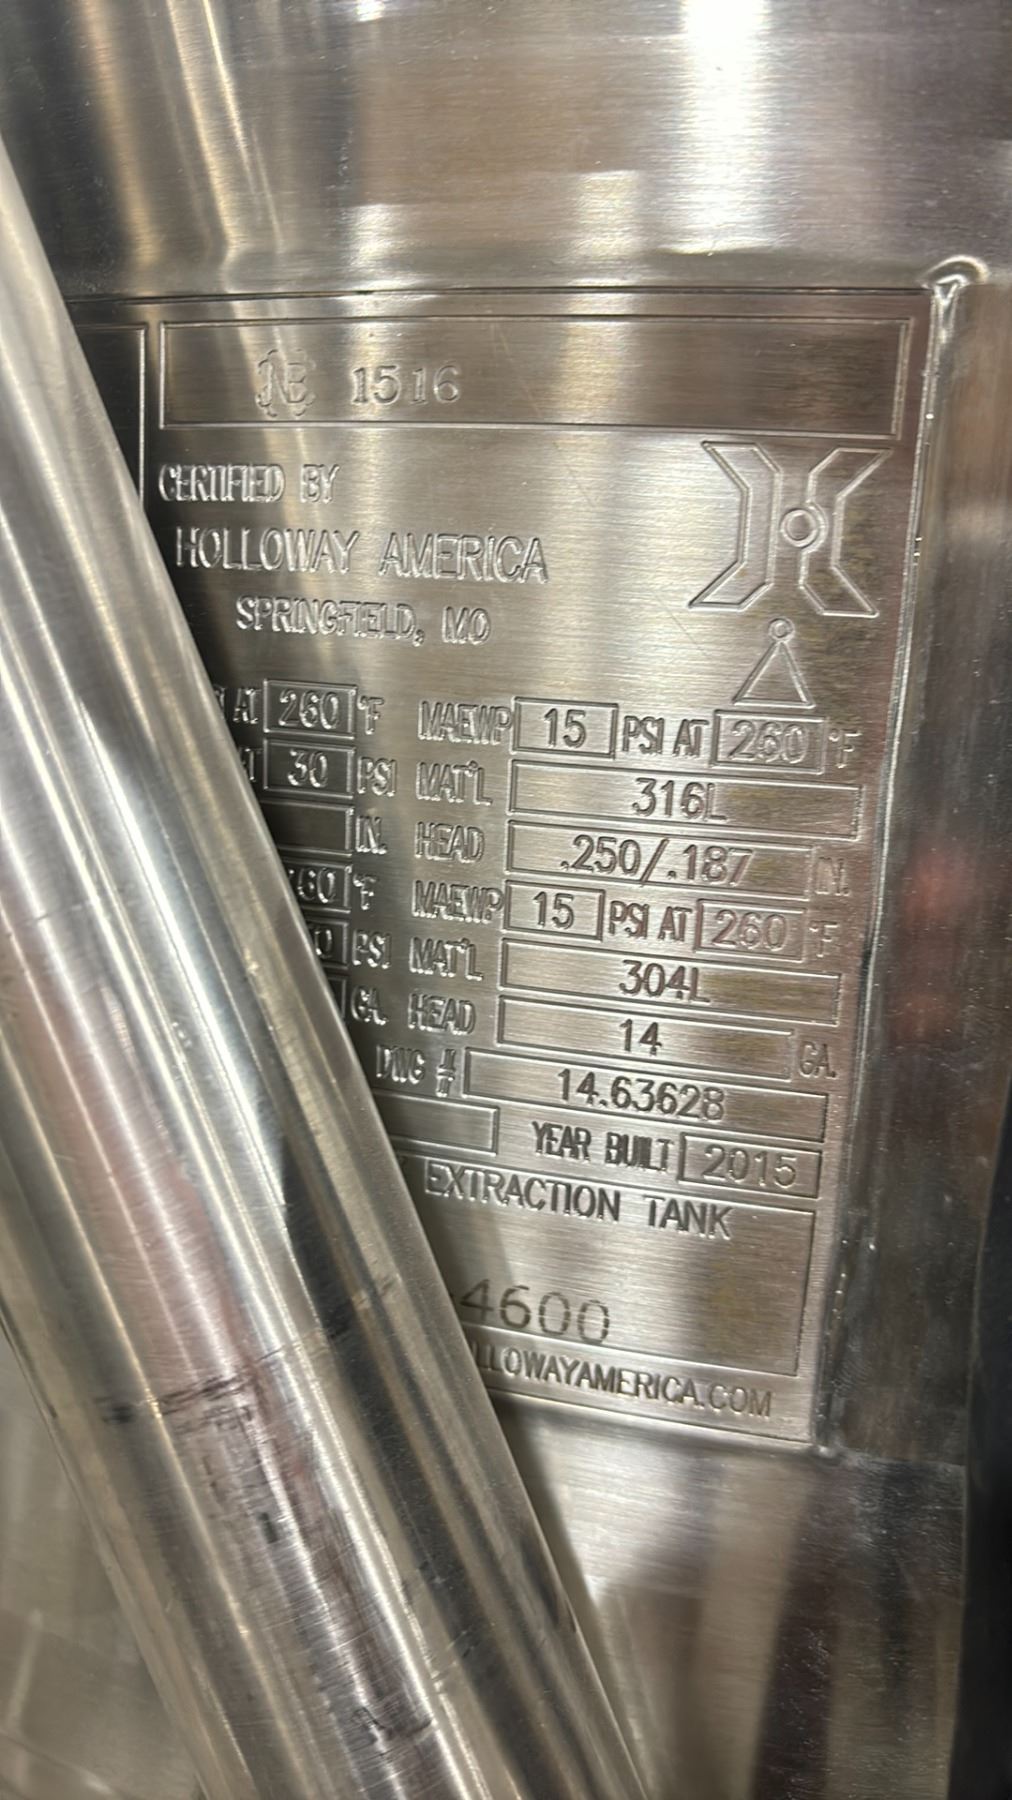 NB 1516
CERTIFIED BY
HOLLOWAY AMERICA
SPRINGFIELD, MO
AT 260 °F MAEWP 15 PSI AT 260 °F
30 PSI MAT'L 316L
IN. HEAD .250/.187 IN.
260 °F MAEWP 15 PSI AT 260 °F
PSI MAT'L 304L
GA. HEAD 14 GA.
DWG # 14.63628
YEAR BUILT 2015
EXTRACTION TANK
4600
HOLLOWAYAMERICA.COM